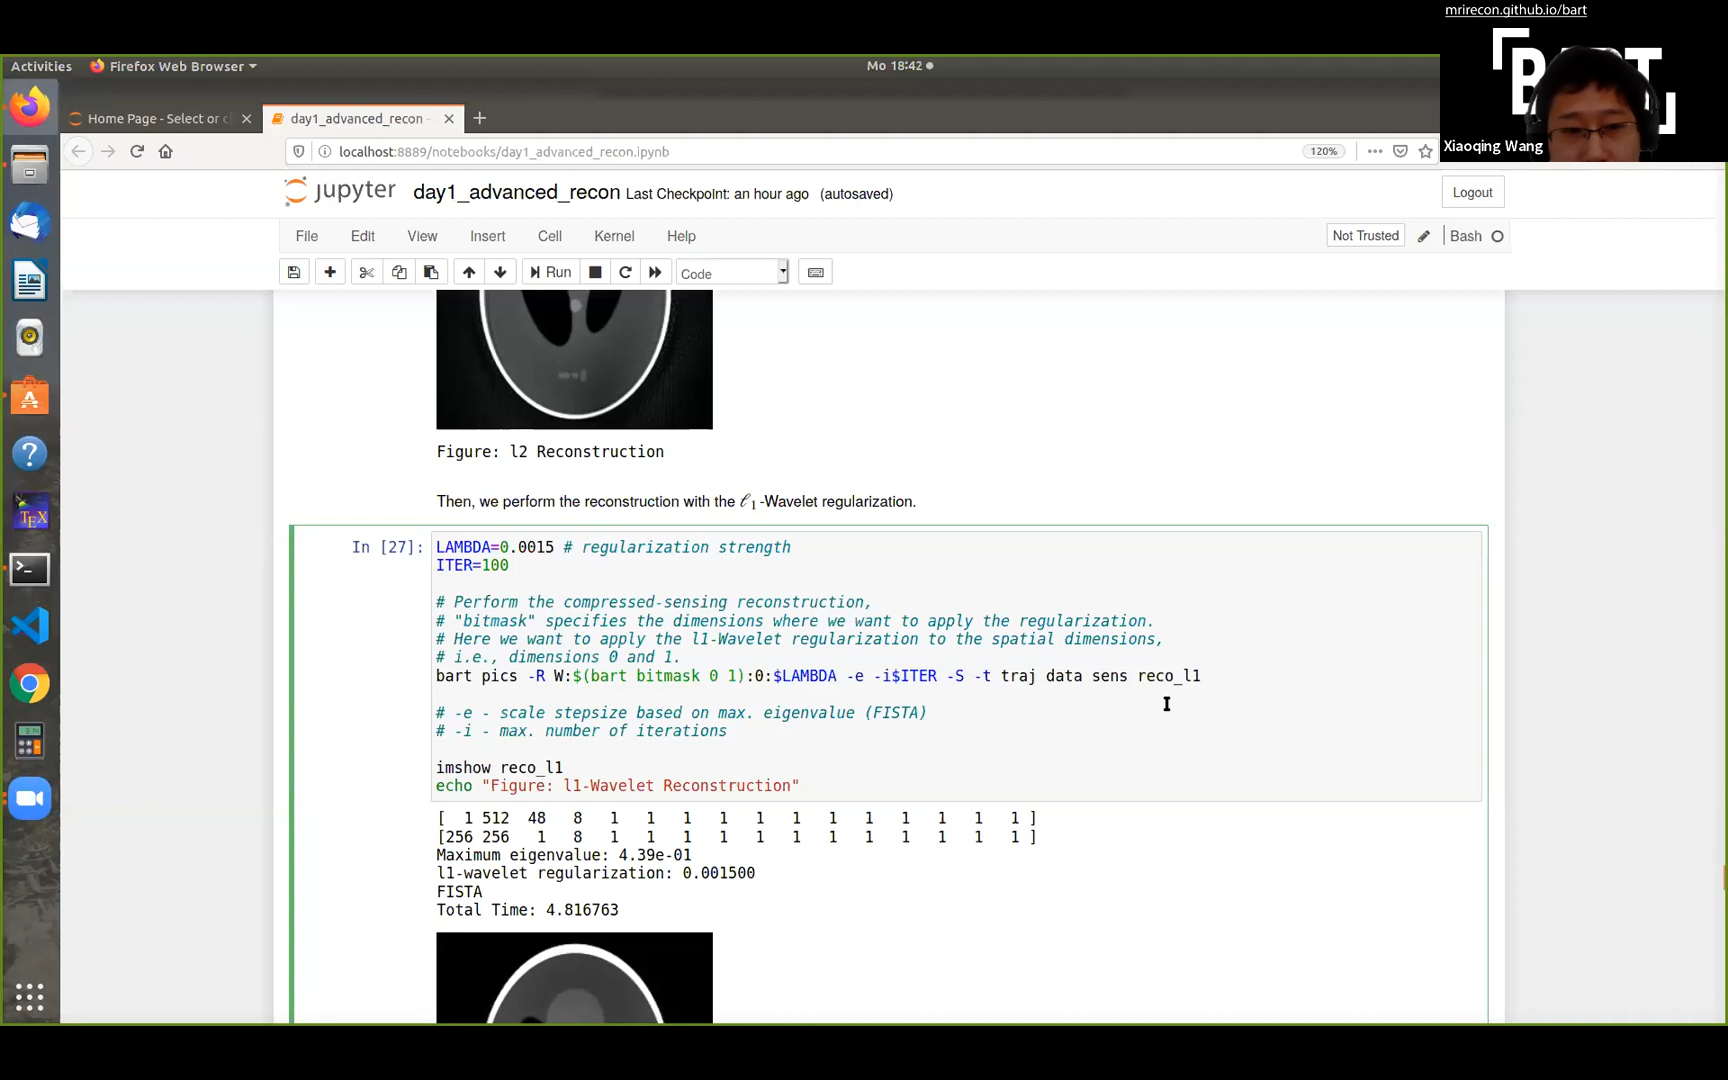 mrirecon.github.io/bart
Activities Firefox Web Browser Mo 18:42
Home Page - Select or c day1_advanced_recon -
Xiaoqing Wang
localhost:8889/notebooks/day1_advanced_recon.ipynb 120%
jupyter day1_advanced_recon Last Checkpoint: an hour ago (autosaved) Logout
File Edit View Insert Cell Kernel Help Not Trusted Bash
Run Code
Figure: l2 Reconstruction
Then, we perform the reconstruction with the ℓ1-Wavelet regularization.
In [27]: LAMBDA=0.0015 # regularization strength
ITER=100
# Perform the compressed-sensing reconstruction,
# "bitmask" specifies the dimensions where we want to apply the regularization.
# Here we want to apply the l1-Wavelet regularization to the spatial dimensions,
# i.e., dimensions 0 and 1.
bart pics -R W:$(bart bitmask 0 1):0:$LAMBDA -e -i$ITER -S -t traj data sens reco_l1
# -e - scale stepsize based on max. eigenvalue (FISTA)
# -i - max. number of iterations
imshow reco_l1
echo "Figure: l1-Wavelet Reconstruction"
[ 1 512 48 8 1 1 1 1 1 1 1 1 1 1 1 1 ]
[256 256 1 8 1 1 1 1 1 1 1 1 1 1 1 1 ]
Maximum eigenvalue: 4.39e-01
l1-wavelet regularization: 0.001500
FISTA
Total Time: 4.816763